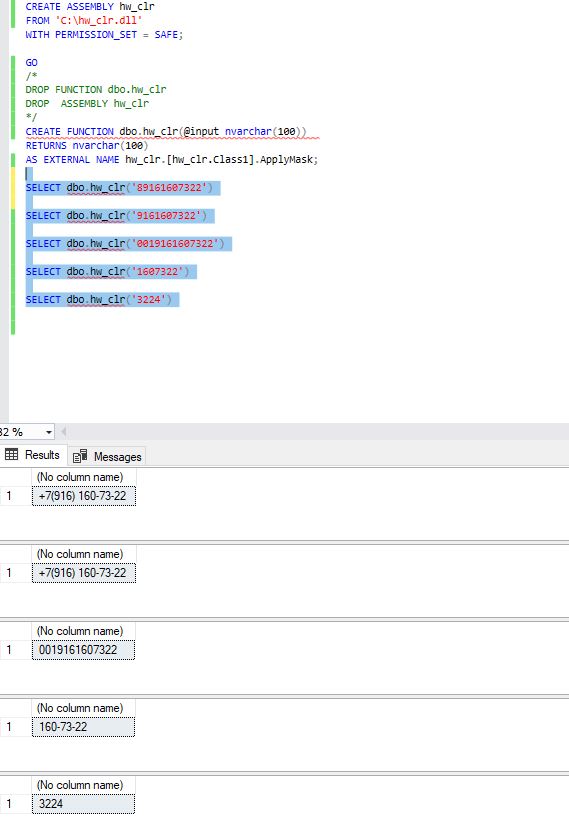 CREATE ASSEMBLY hw_clr
FROM 'C:\hw_clr.dll'
WITH PERMISSION_SET = SAFE;
GO
/*
DROP FUNCTION dbo.hw_clr
DROP  ASSEMBLY hw_clr
*/
CREATE FUNCTION dbo.hw_clr(@input nvarchar(100))
RETURNS nvarchar(100)
AS EXTERNAL NAME hw_clr.[hw_clr.Class1].ApplyMask;
SELECT dbo.hw_clr('89161607322')
SELECT dbo.hw_clr('9161607322')
SELECT dbo.hw_clr('0019161607322')
SELECT dbo.hw_clr('1607322')
SELECT dbo.hw_clr('3224')
32 %
Results Messages
(No column name)
1 +7(916) 160-73-22
(No column name)
1 +7(916) 160-73-22
(No column name)
1 0019161607322
(No column name)
1 160-73-22
(No column name)
1 3224